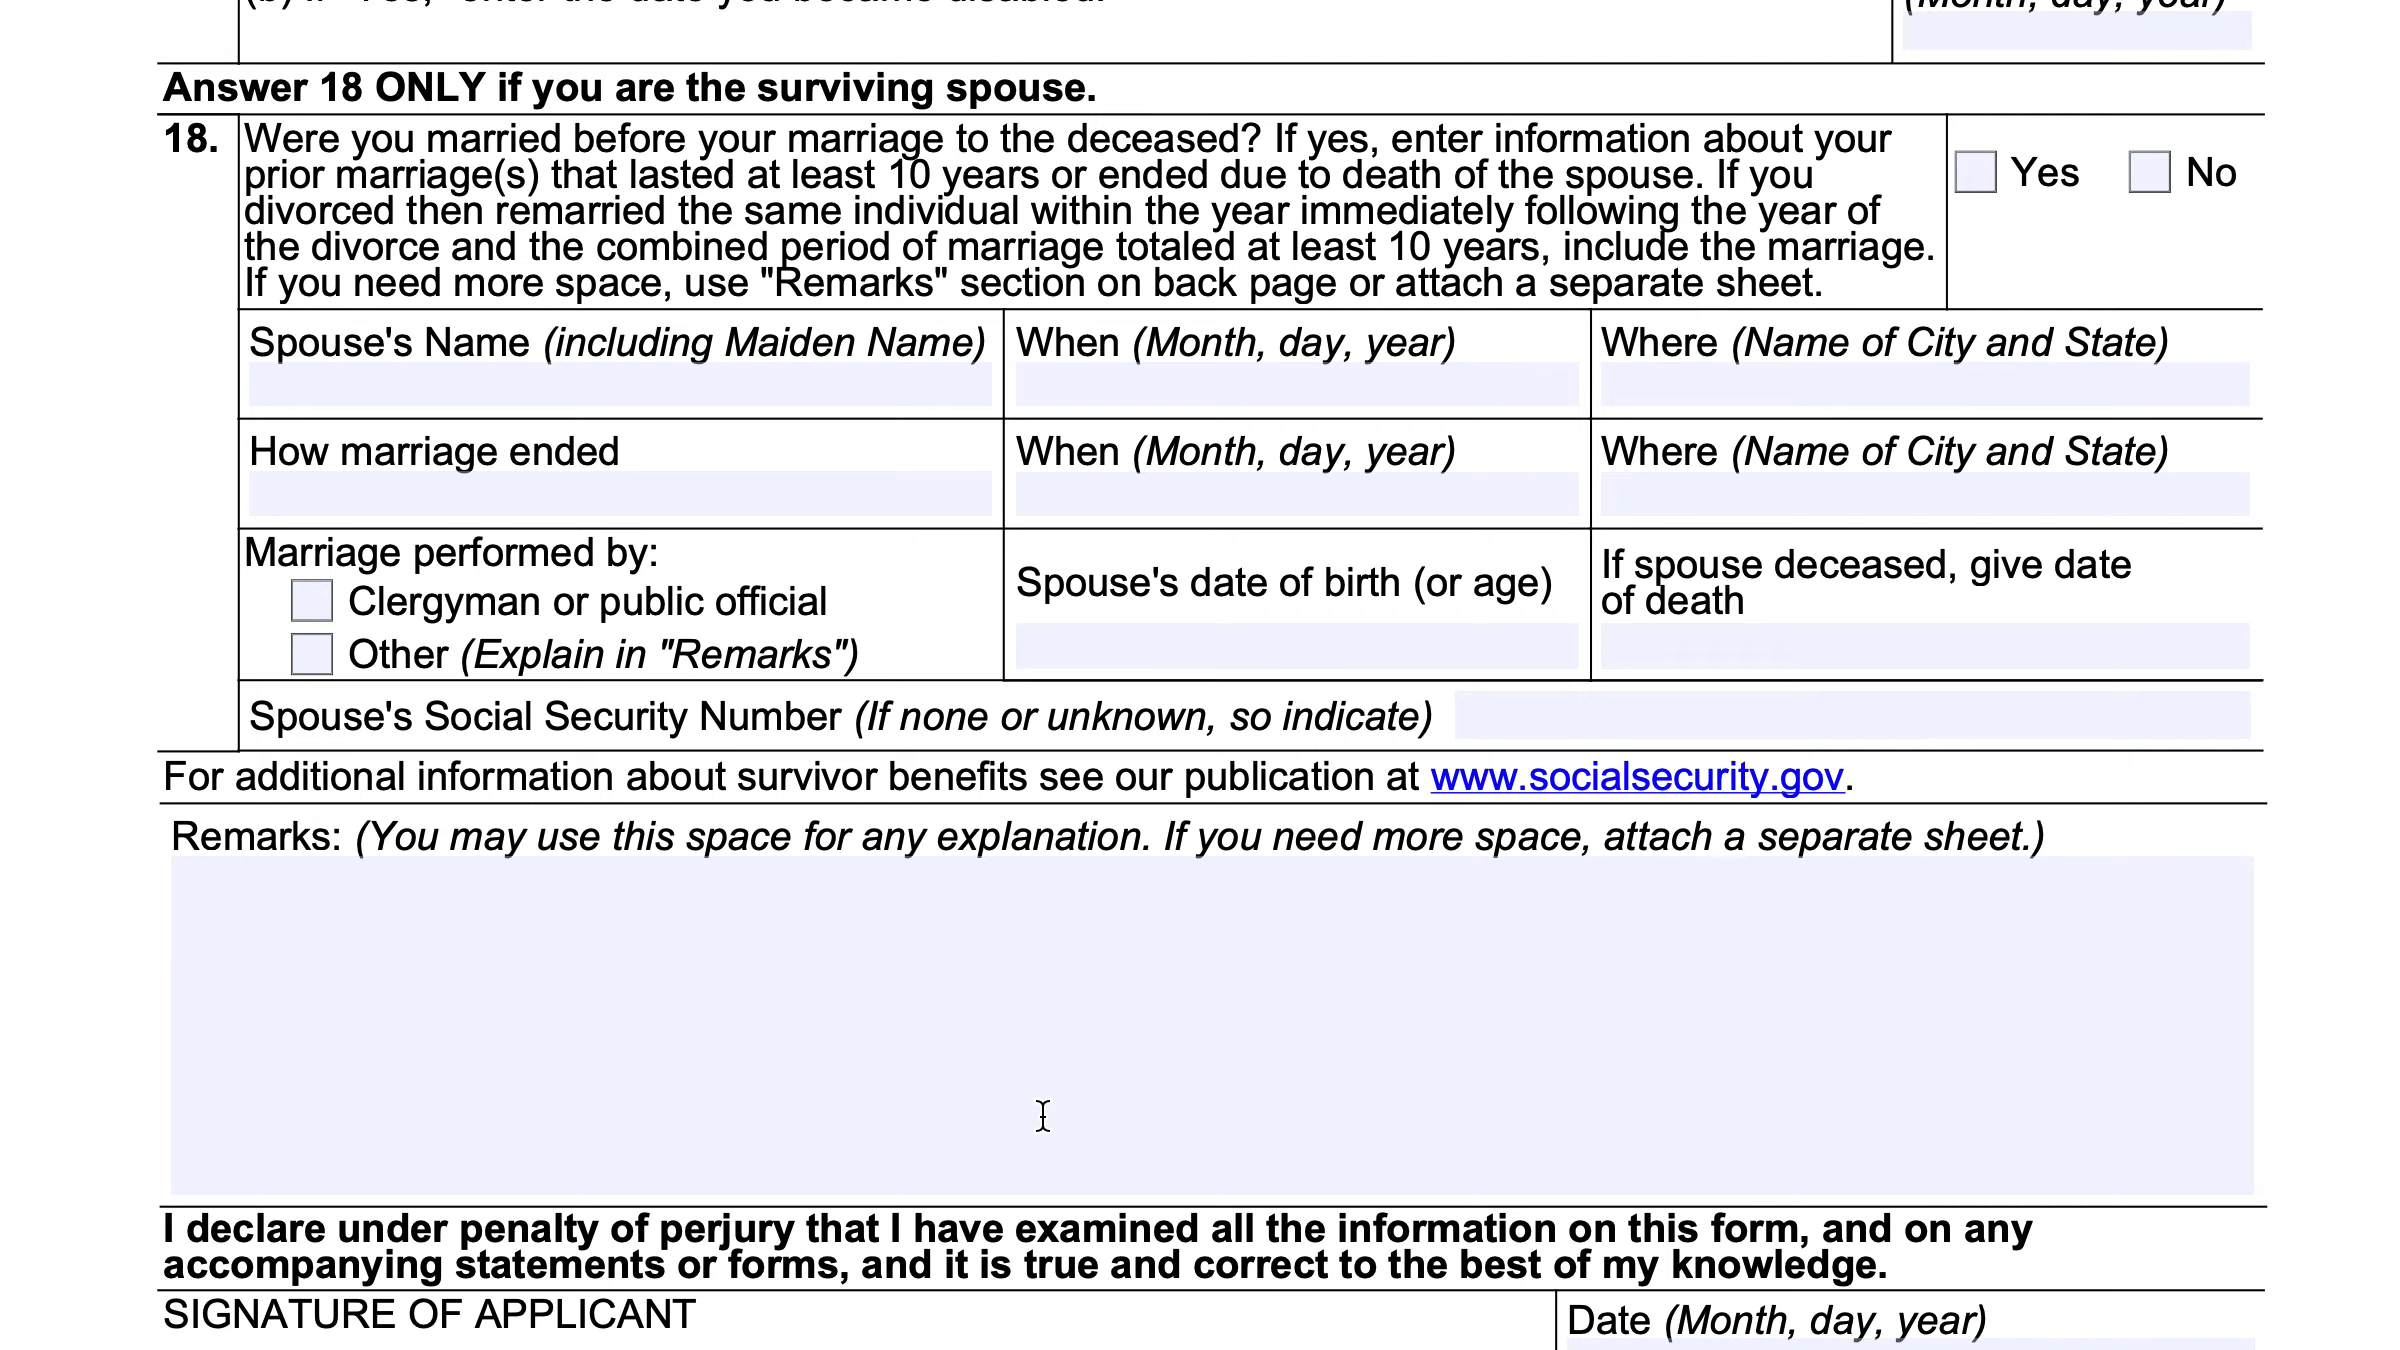 (b) If "Yes," enter the date you became disabled.
(Month, day, year)
Answer 18 ONLY if you are the surviving spouse.
18. Were you married before your marriage to the deceased? If yes, enter information about your
prior marriage(s) that lasted at least 10 years or ended due to death of the spouse. If you
divorced then remarried the same individual within the year immediately following the year of
the divorce and the combined period of marriage totaled at least 10 years, include the marriage.
If you need more space, use "Remarks" section on back page or attach a separate sheet.
Yes No
Spouse's Name (including Maiden Name) When (Month, day, year) Where (Name of City and State)
How marriage ended When (Month, day, year) Where (Name of City and State)
Marriage performed by:
Clergyman or public official
Other (Explain in "Remarks")
Spouse's date of birth (or age)
If spouse deceased, give date
of death
Spouse's Social Security Number (If none or unknown, so indicate)
For additional information about survivor benefits see our publication at www.socialsecurity.gov.
Remarks: (You may use this space for any explanation. If you need more space, attach a separate sheet.)
I declare under penalty of perjury that I have examined all the information on this form, and on any
accompanying statements or forms, and it is true and correct to the best of my knowledge.
SIGNATURE OF APPLICANT
Date (Month, day, year)